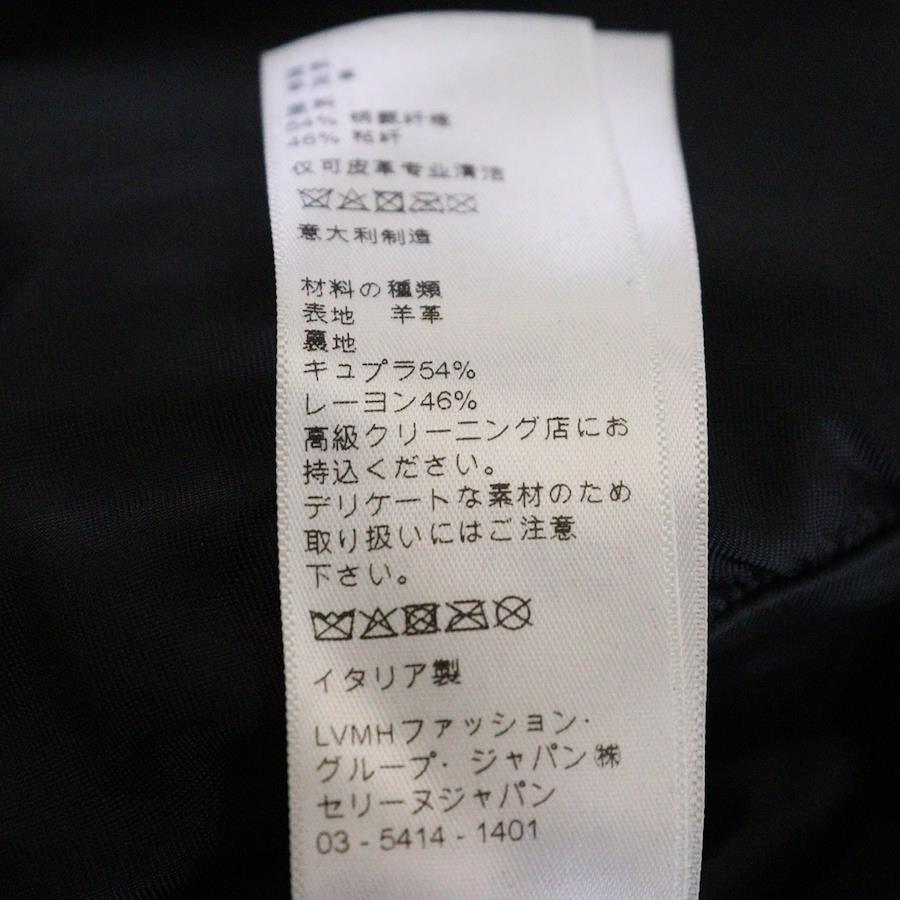 面料
羊皮革
里料
54% 铜氨纤维
46% 粘纤
仅可皮革专业清洁
意大利制造
材料の種類
表地 羊革
裏地
キュプラ54%
レーヨン46%
高級クリーニング店にお
持込ください。
デリケートな素材のため
取り扱いにはご注意
下さい。
イタリア製
LVMHファッション・
グループ・ジャパン㈱
セリーヌジャパン
03 - 5414 - 1401